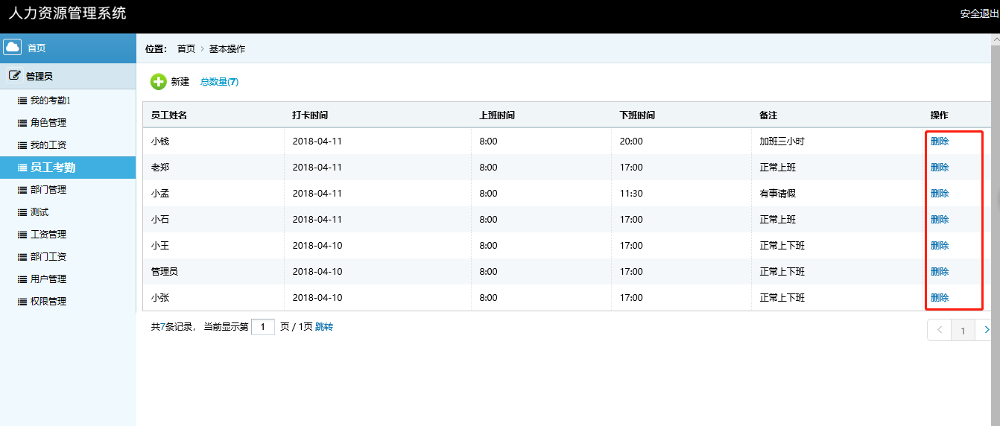 人力资源管理系统
安全退出
首页
位置： 首页 > 基本操作
管理员
新建 总数量(7)
我的考勤1
角色管理
我的工资
员工考勤
部门管理
测试
工资管理
部门工资
用户管理
权限管理
员工姓名 打卡时间 上班时间 下班时间 备注 操作
小钱 2018-04-11 8:00 20:00 加班三小时 删除
老郑 2018-04-11 8:00 17:00 正常上班 删除
小孟 2018-04-11 8:00 11:30 有事请假 删除
小石 2018-04-11 8:00 17:00 正常上班 删除
小王 2018-04-10 8:00 17:00 正常上下班 删除
管理员 2018-04-10 8:00 17:00 正常上下班 删除
小张 2018-04-10 8:00 17:00 正常上下班 删除
共7条记录， 当前显示第 1 页 / 1页 跳转
< 1 >